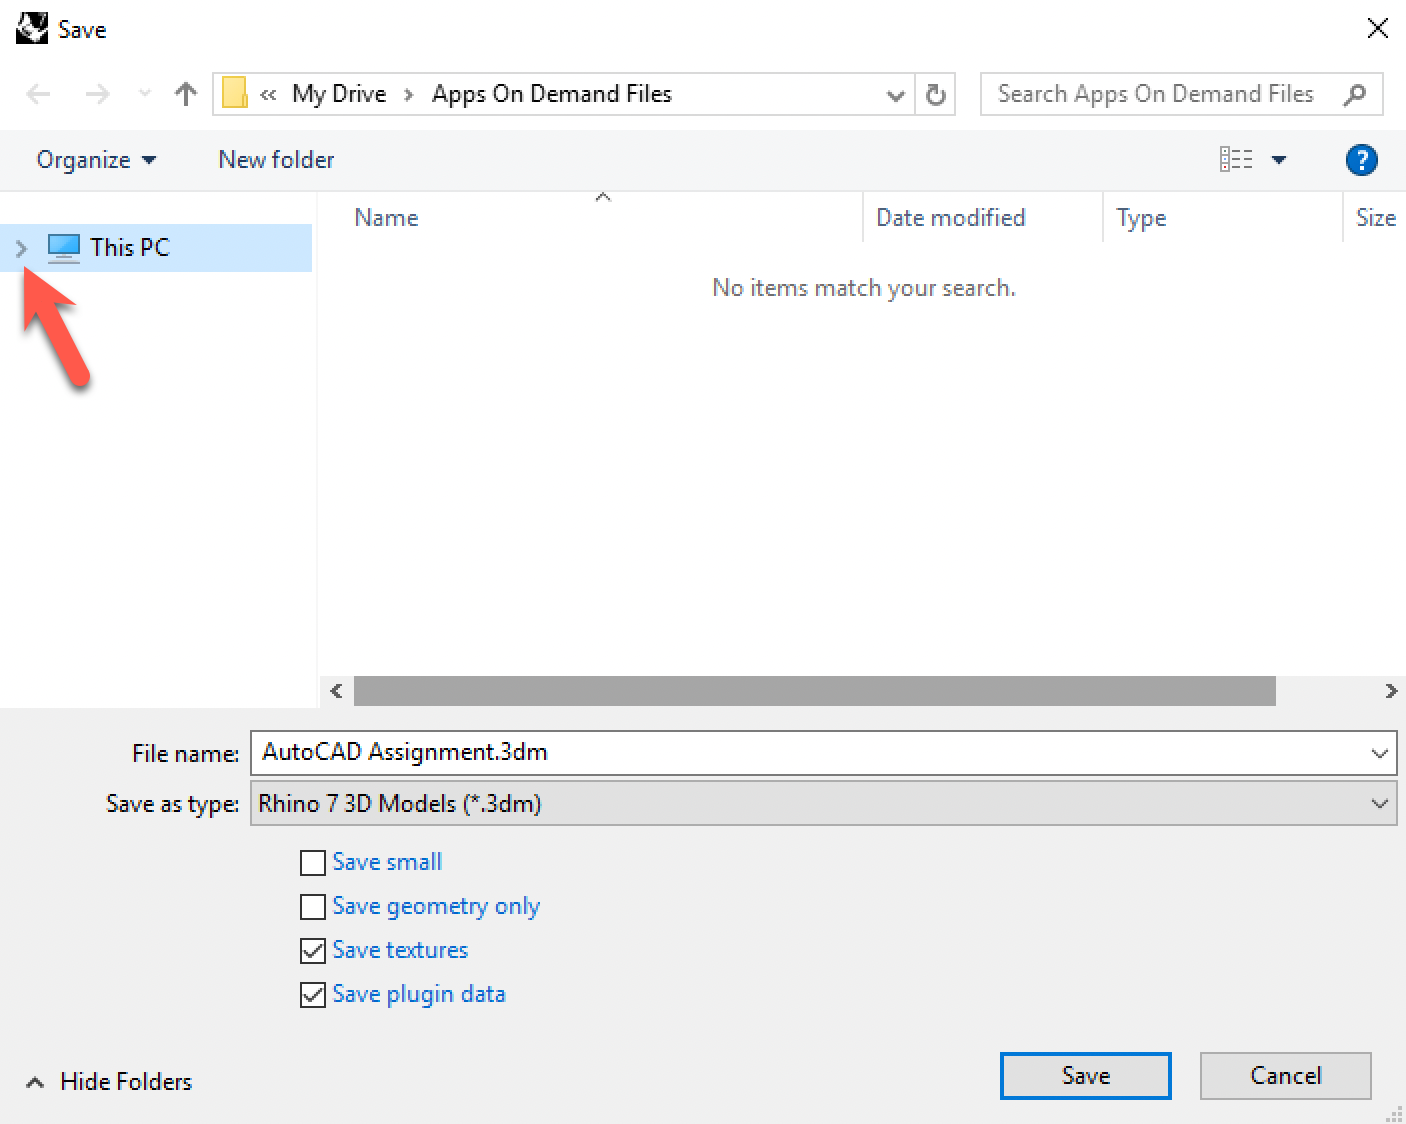 Save
« My Drive > Apps On Demand Files
Search Apps On Demand Files
Organize New folder
?
This PC
Name Date modified Type Size
No items match your search.
File name: AutoCAD Assignment.3dm
Save as type: Rhino 7 3D Models (*.3dm)
Save small
Save geometry only
Save textures
Save plugin data
Hide Folders
Save Cancel